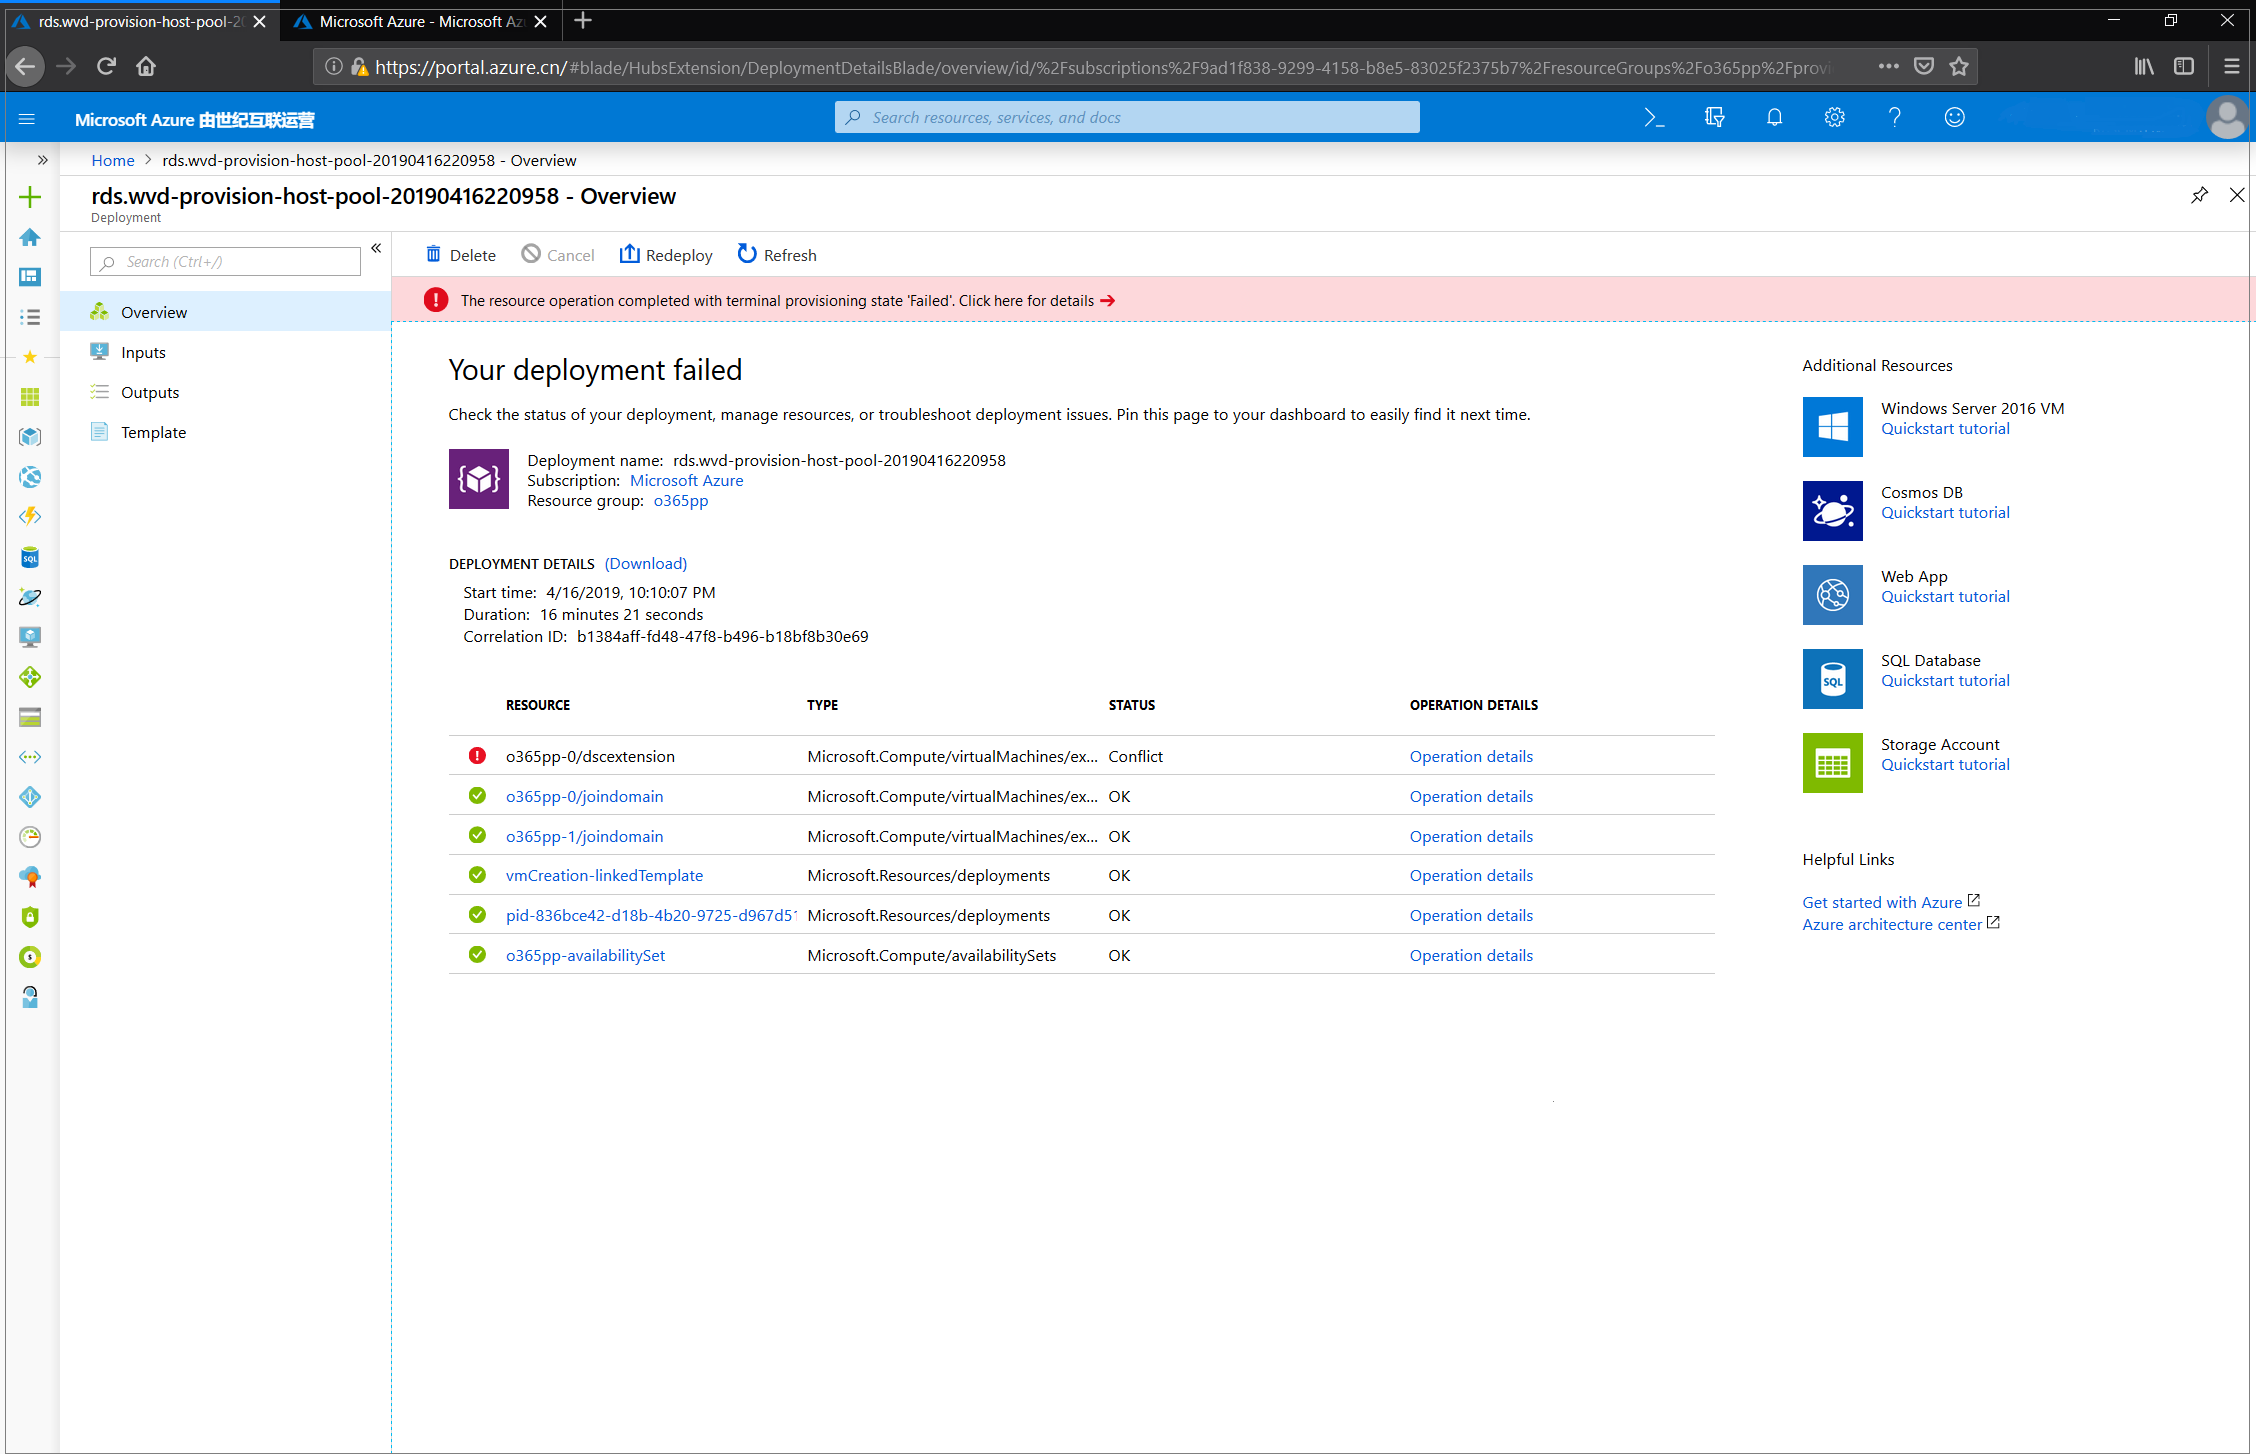 rds.wvd-provision-host-pool-20
Microsoft Azure - Microsoft Az
https://portal.azure.cn/#blade/HubsExtension/DeploymentDetailsBlade/overview/id/%2Fsubscriptions%2F9ad1f838-9299-4158-b8e5-83025f2375b7%2FresourceGroups%2Fo365pp%2Fprovi
Microsoft Azure 由世纪互联运营
Search resources, services, and docs
Home > rds.wvd-provision-host-pool-20190416220958 - Overview
rds.wvd-provision-host-pool-20190416220958 - Overview
Deployment
Search (Ctrl+/)
Overview
Inputs
Outputs
Template
Delete
Cancel
Redeploy
Refresh
The resource operation completed with terminal provisioning state 'Failed'. Click here for details →
Your deployment failed
Check the status of your deployment, manage resources, or troubleshoot deployment issues. Pin this page to your dashboard to easily find it next time.
Deployment name: rds.wvd-provision-host-pool-20190416220958
Subscription: Microsoft Azure
Resource group: o365pp
DEPLOYMENT DETAILS (Download)
Start time: 4/16/2019, 10:10:07 PM
Duration: 16 minutes 21 seconds
Correlation ID: b1384aff-fd48-47f8-b496-b18bf8b30e69
RESOURCE TYPE STATUS OPERATION DETAILS
o365pp-0/dscextension Microsoft.Compute/virtualMachines/ex... Conflict Operation details
o365pp-0/joindomain Microsoft.Compute/virtualMachines/ex... OK Operation details
o365pp-1/joindomain Microsoft.Compute/virtualMachines/ex... OK Operation details
vmCreation-linkedTemplate Microsoft.Resources/deployments OK Operation details
pid-836bce42-d18b-4b20-9725-d967d51 Microsoft.Resources/deployments OK Operation details
o365pp-availabilitySet Microsoft.Compute/availabilitySets OK Operation details
Additional Resources
Windows Server 2016 VM
Quickstart tutorial
Cosmos DB
Quickstart tutorial
Web App
Quickstart tutorial
SQL
SQL Database
Quickstart tutorial
Storage Account
Quickstart tutorial
Helpful Links
Get started with Azure
Azure architecture center